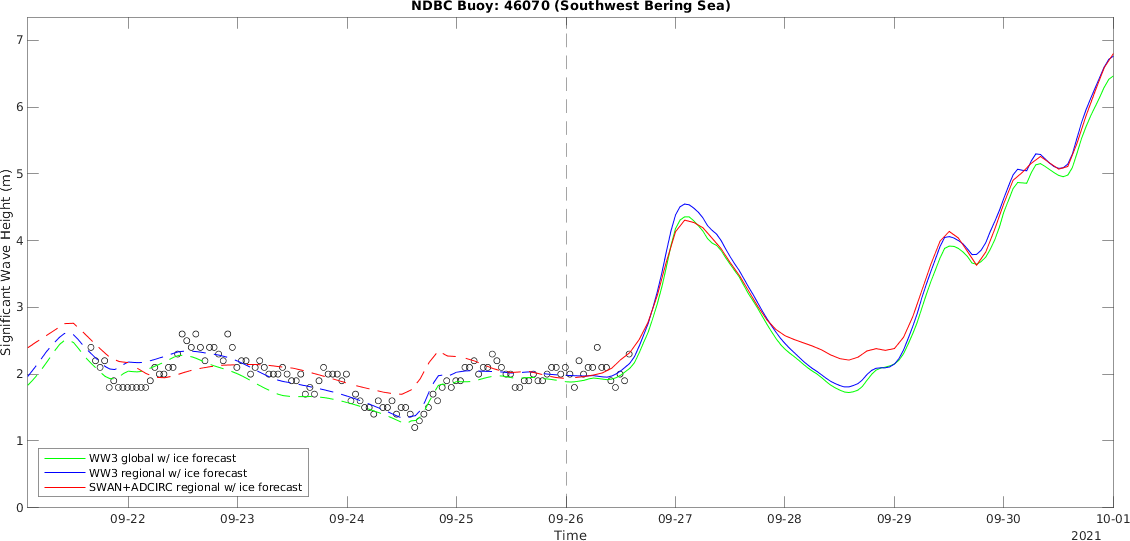 NDBC Buoy: 46070 (Southwest Bering Sea)
Significant Wave Height (m)
7
6
5
4
3
2
1
0
WW3 global w/ ice forecast
WW3 regional w/ ice forecast
SWAN+ADCIRC regional w/ ice forecast
09-22 09-23 09-24 09-25 09-26 09-27 09-28 09-29 09-30 10-01
Time
2021